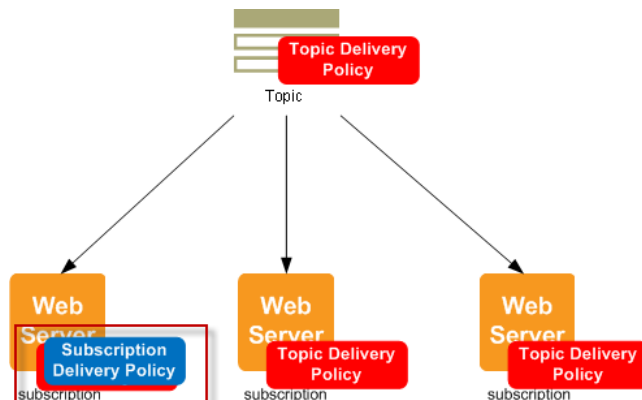 Topic Delivery
Policy
Topic
Web
Server
Subscription
Delivery Policy
subscription
Web
Server
Topic Delivery
Policy
subscription
Web
Server
Topic Delivery
Policy
subscription